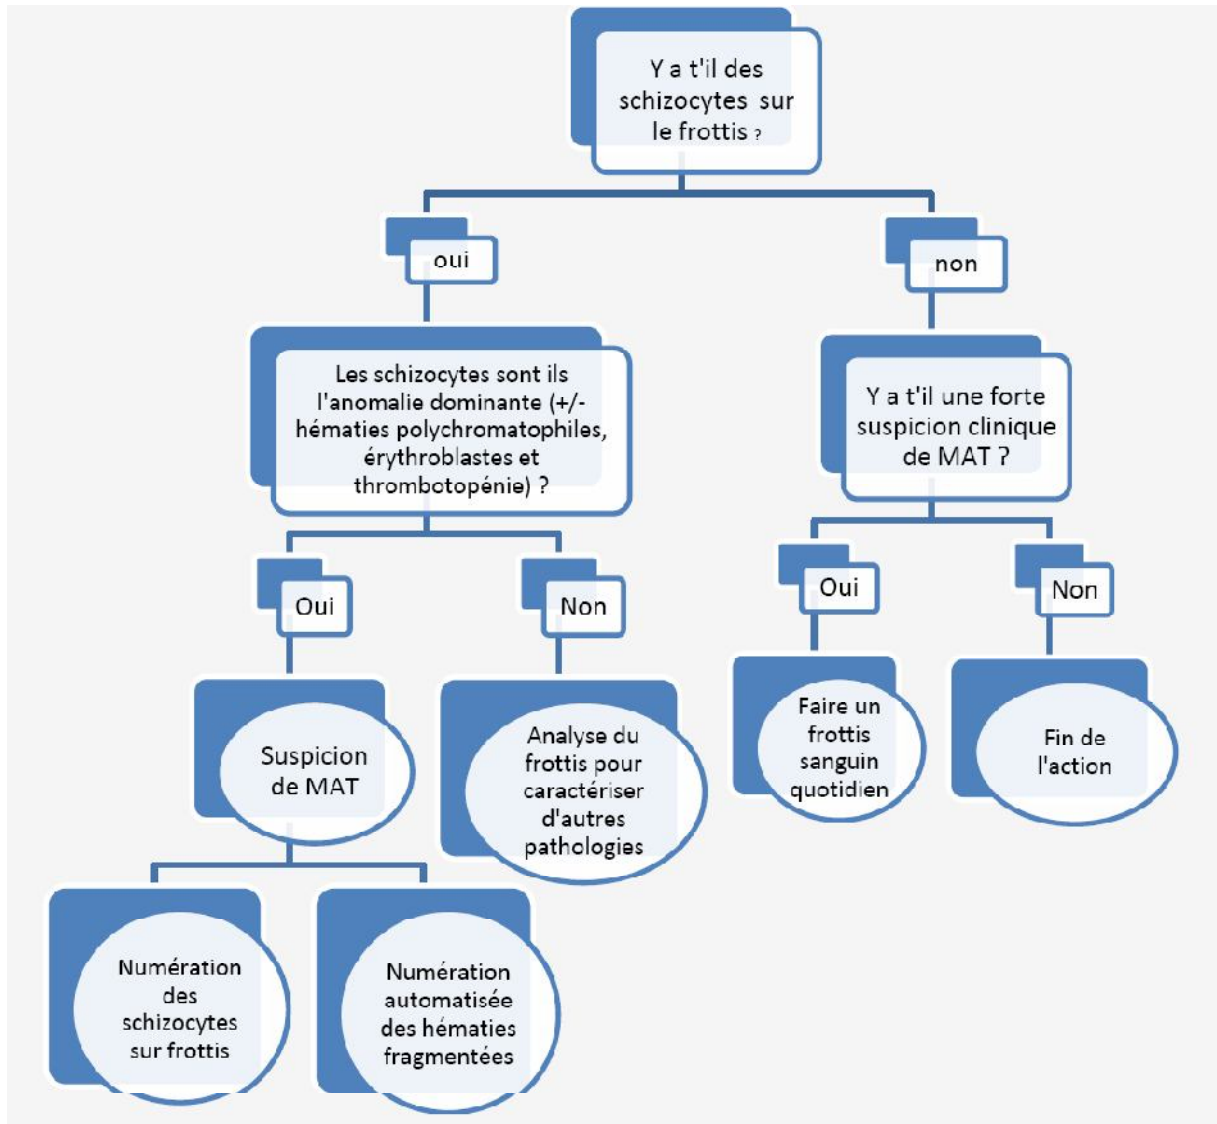 Y a t'il des
schizocytes sur
le frottis ?
oui
non
Les schizocytes sont ils
l'anomalie dominante (+/-
hématies polychromatophiles,
érythroblastes et
thrombotopénie) ?
Y a t'il une forte
suspicion clinique
de MAT ?
Oui
Non
Oui
Non
Suspicion
de MAT
Analyse du
frottis pour
caractériser
d'autres
pathologies
Faire un
frottis
sanguin
quotidien
Fin de
l'action
Numération
des
schizocytes
sur frottis
Numération
automatisée
des hématies
fragmentées